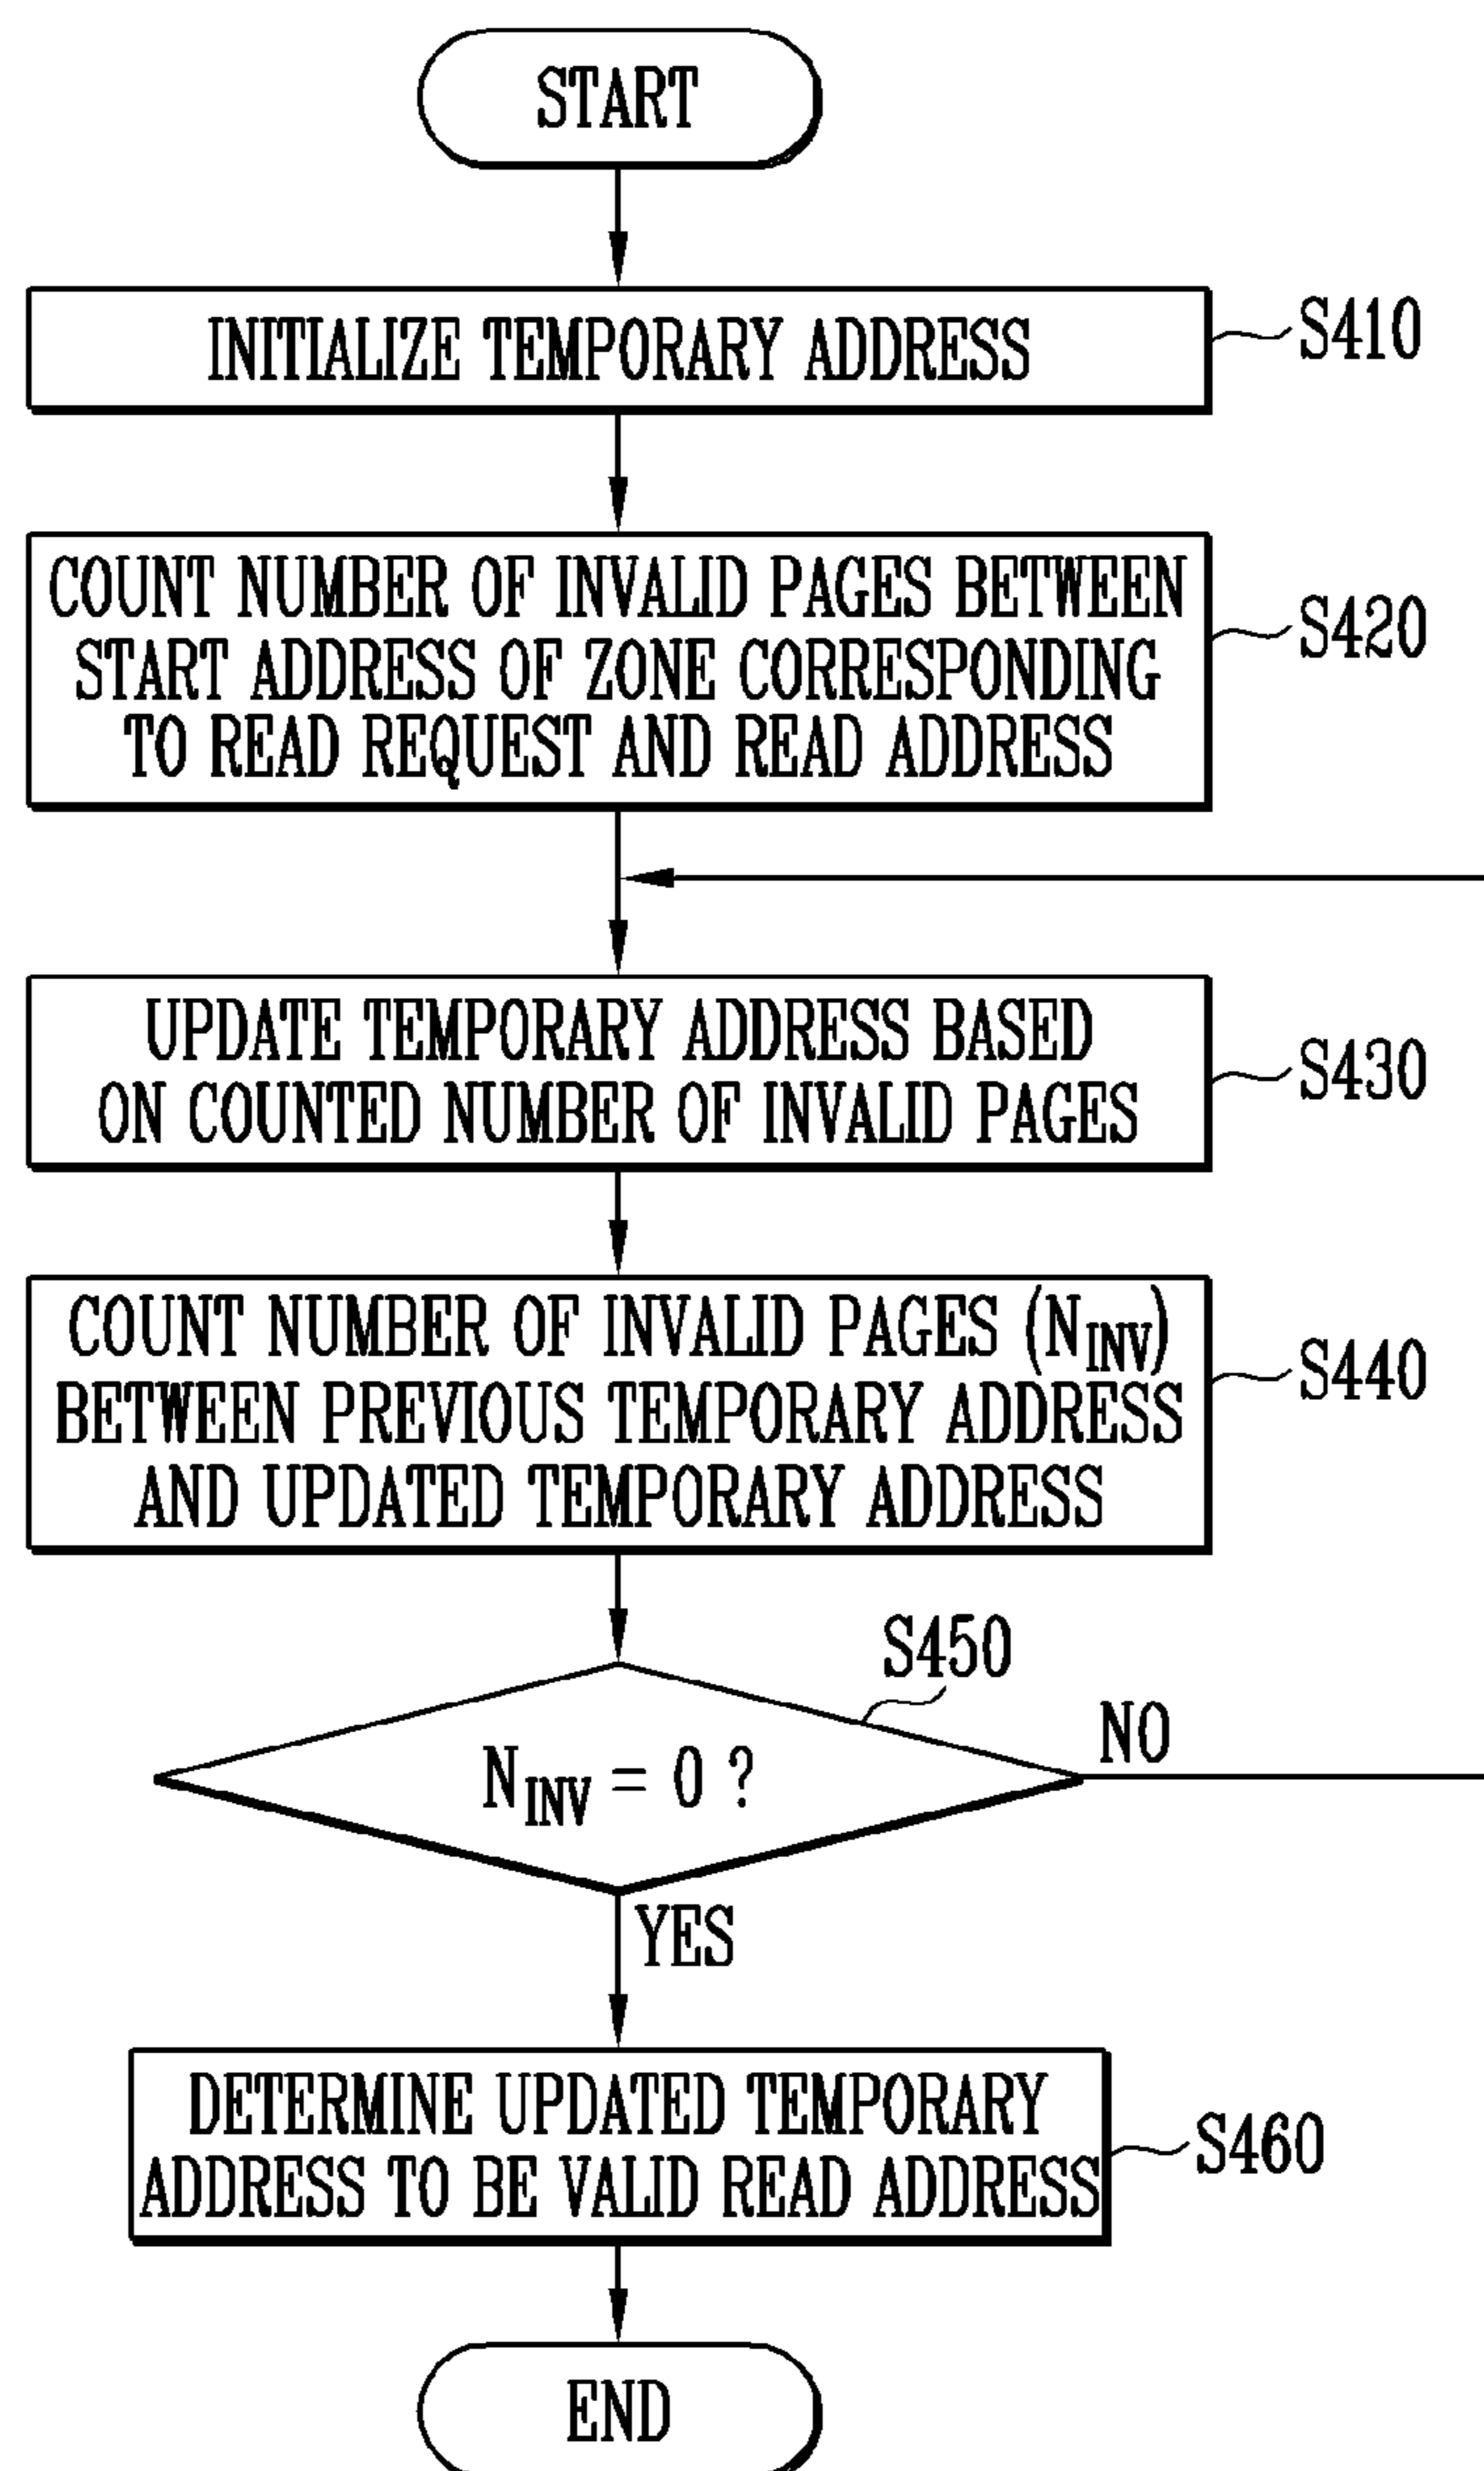 START
INITIALIZE TEMPORARY ADDRESS
S410
COUNT NUMBER OF INVALID PAGES BETWEEN
START ADDRESS OF ZONE CORRESPONDING
TO READ REQUEST AND READ ADDRESS
S420
UPDATE TEMPORARY ADDRESS BASED
ON COUNTED NUMBER OF INVALID PAGES
S430
COUNT NUMBER OF INVALID PAGES (NINV)
BETWEEN PREVIOUS TEMPORARY ADDRESS
AND UPDATED TEMPORARY ADDRESS
S440
S450
NINV = 0 ?
NO
YES
DETERMINE UPDATED TEMPORARY
ADDRESS TO BE VALID READ ADDRESS
S460
END